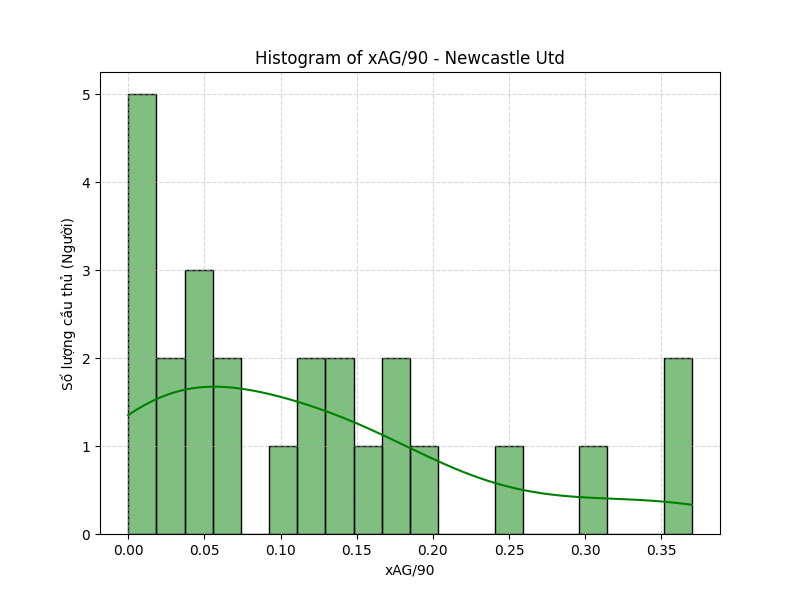 Histogram of xAG/90 - Newcastle Utd
Số lượng cầu thủ (Người)
5
4
3
2
1
0
0.00 0.05 0.10 0.15 0.20 0.25 0.30 0.35
xAG/90